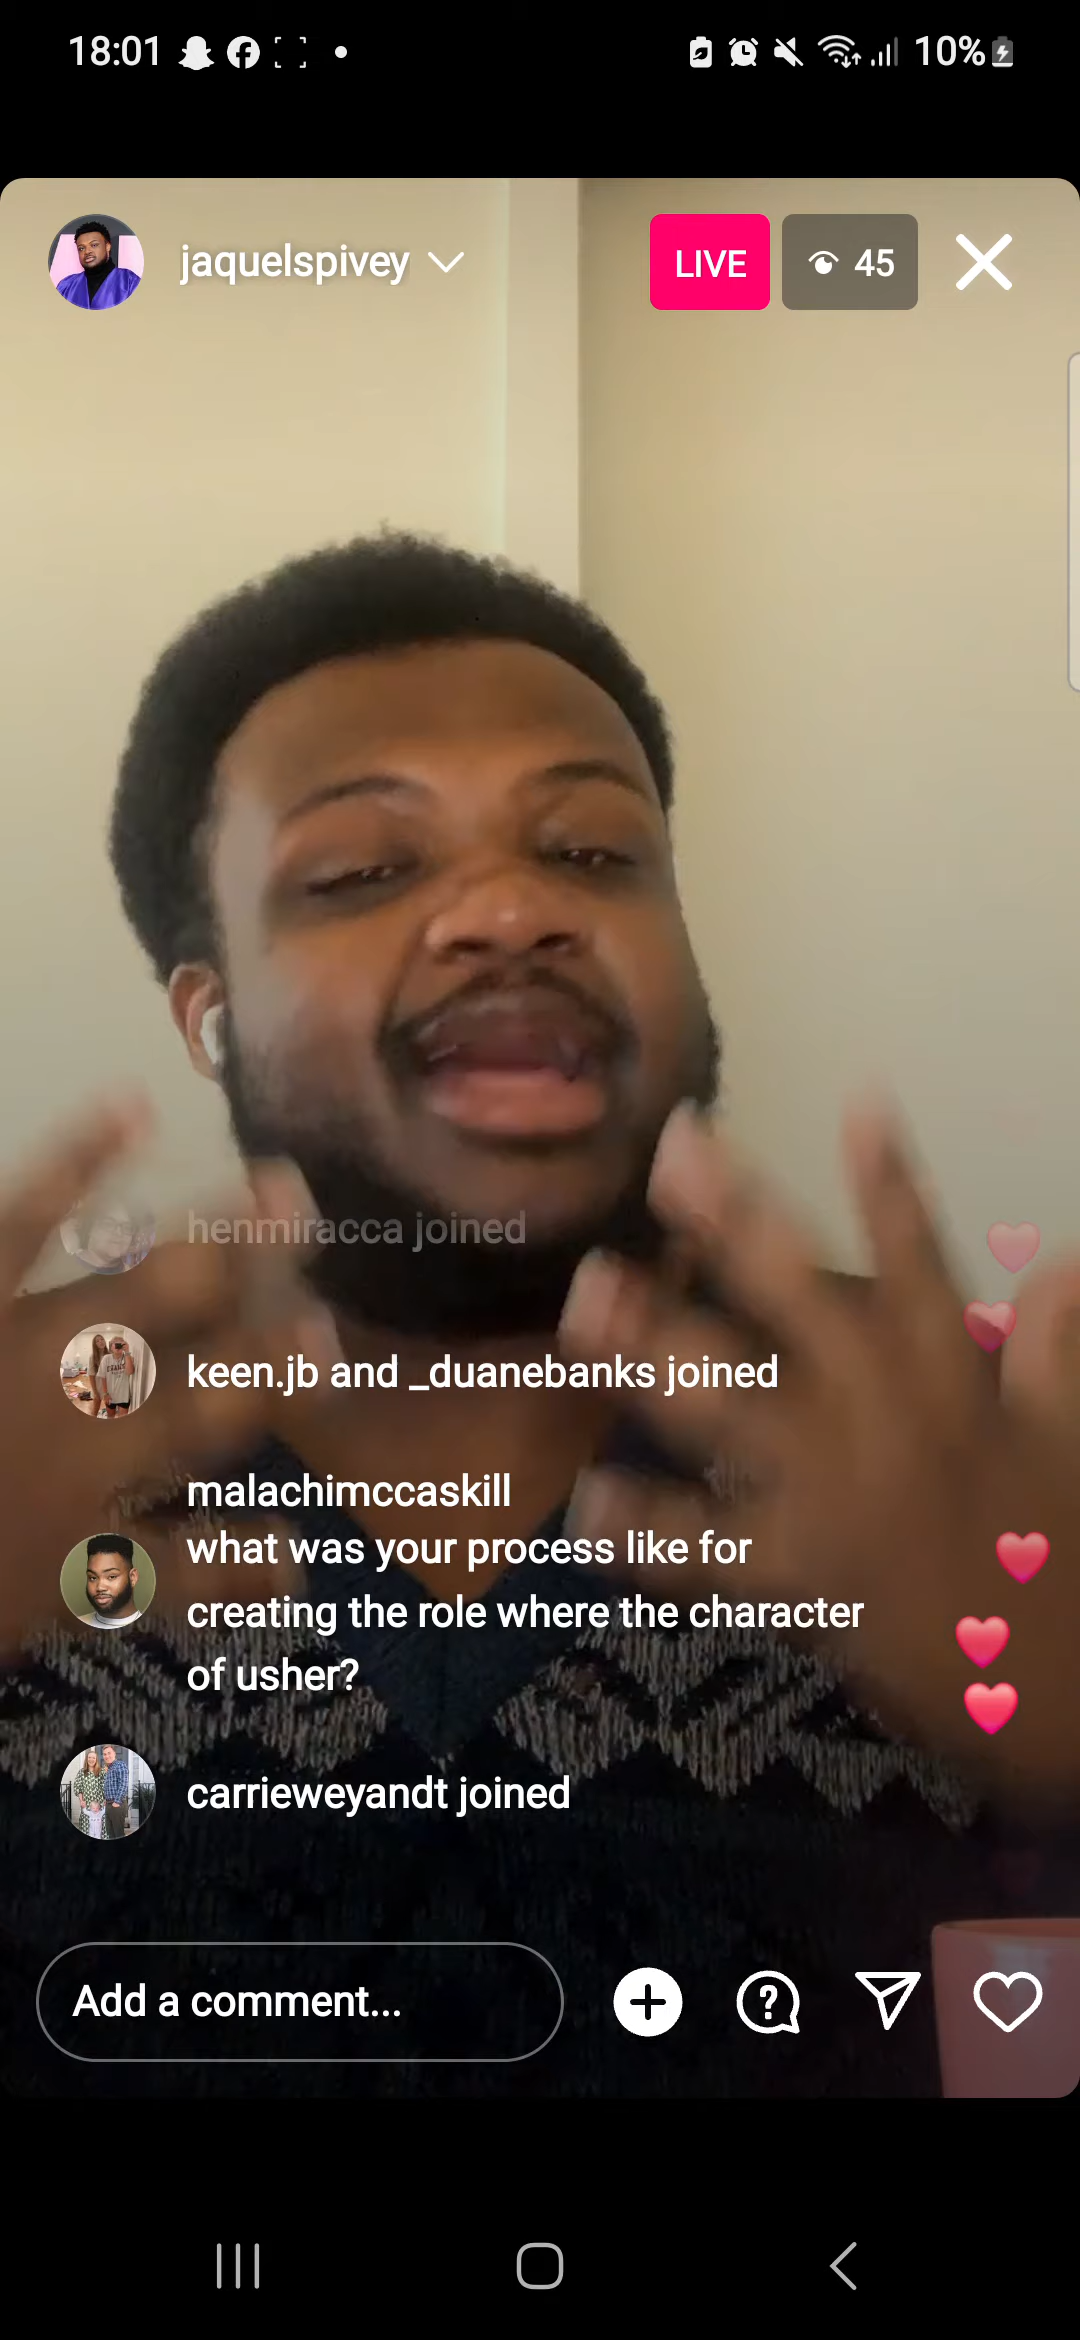 18:01
10%
jaquelspivey
LIVE
45
henmiracca joined
keen.jb and _duanebanks joined
malachimccaskill
what was your process like for
creating the role where the character
of usher?
carrieweyandt joined
Add a comment...